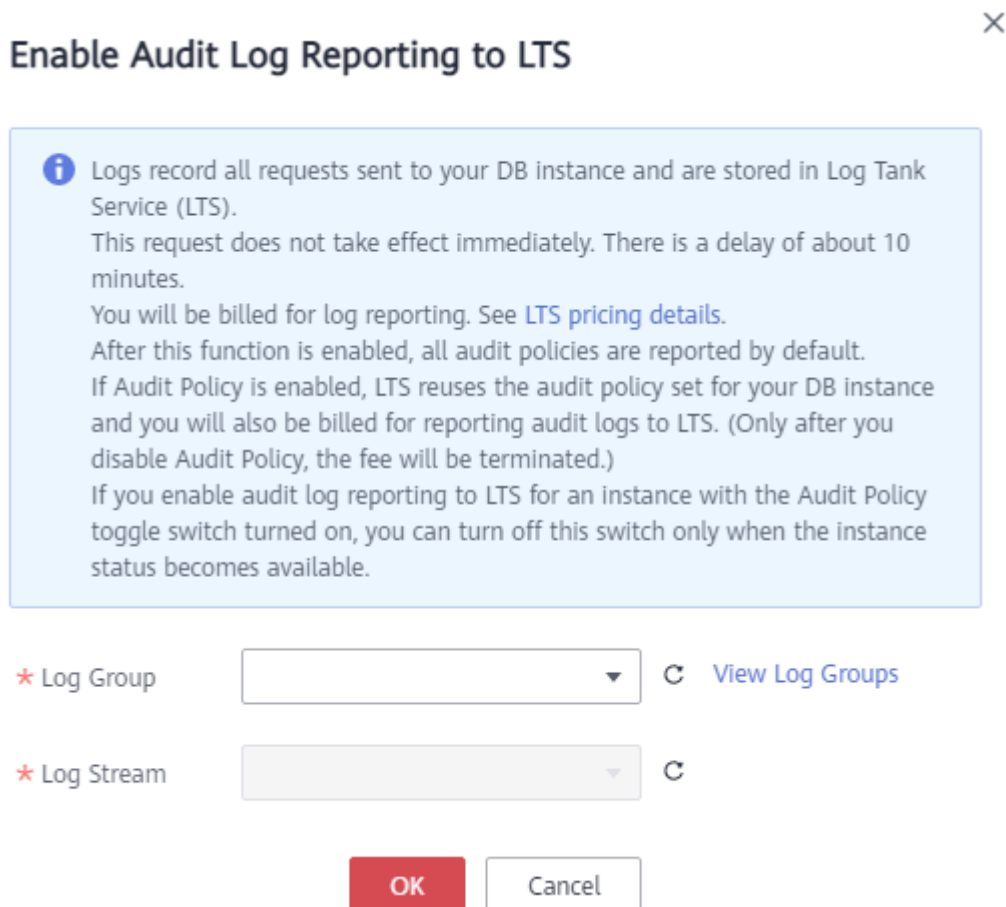 Enable Audit Log Reporting to LTS
Logs record all requests sent to your DB instance and are stored in Log Tank
Service (LTS).
This request does not take effect immediately. There is a delay of about 10
minutes.
You will be billed for log reporting. See LTS pricing details.
After this function is enabled, all audit policies are reported by default.
If Audit Policy is enabled, LTS reuses the audit policy set for your DB instance
and you will also be billed for reporting audit logs to LTS. (Only after you
disable Audit Policy, the fee will be terminated.)
If you enable audit log reporting to LTS for an instance with the Audit Policy
toggle switch turned on, you can turn off this switch only when the instance
status becomes available.
* Log Group View Log Groups
* Log Stream
OK Cancel